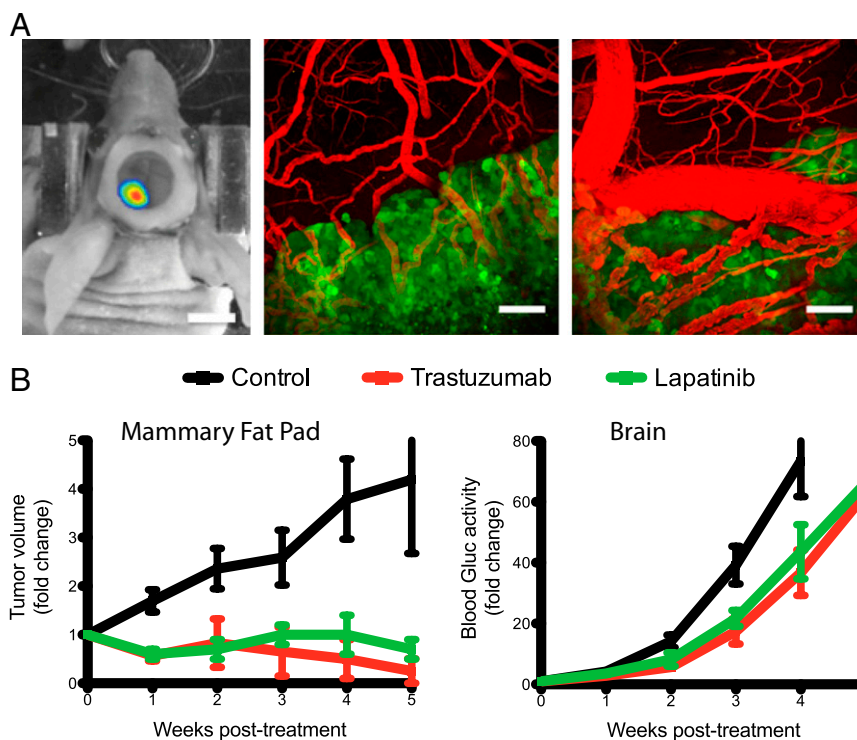 A
B
Control Trastuzumab Lapatinib
Mammary Fat Pad
Tumor volume
(fold change)
5
4
3
2
1
0
0 1 2 3 4 5
Weeks post-treatment
Brain
Blood Gluc activity
(fold change)
80
60
40
20
0
0 1 2 3 4
Weeks post-treatment